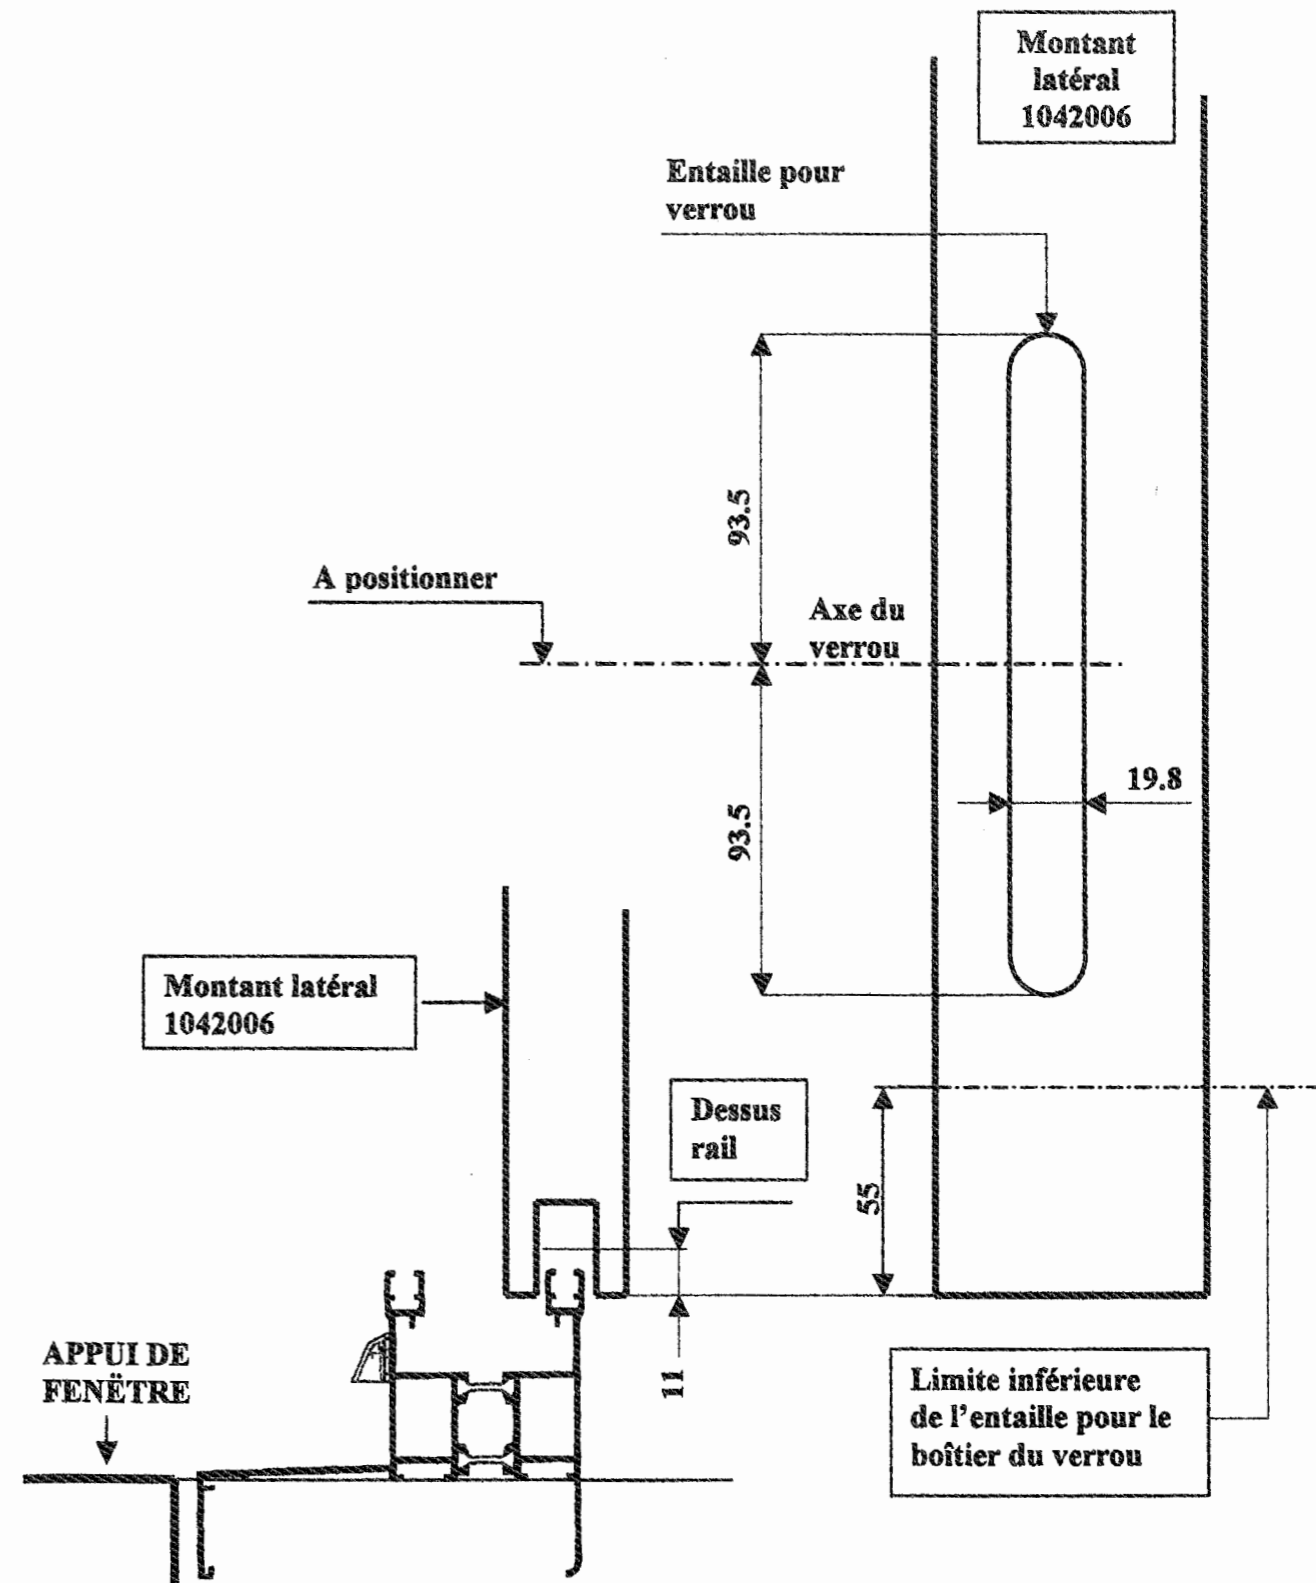 Montant
latéral
1042006
Entaille pour
verrou
93.5
A positionner
Axe du
verrou
19.8
93.5
Montant latéral
1042006
Dessus
rail
55
11
APPUI DE
FENËTRE
Limite inférieure
de l'entaille pour le
boîtier du verrou